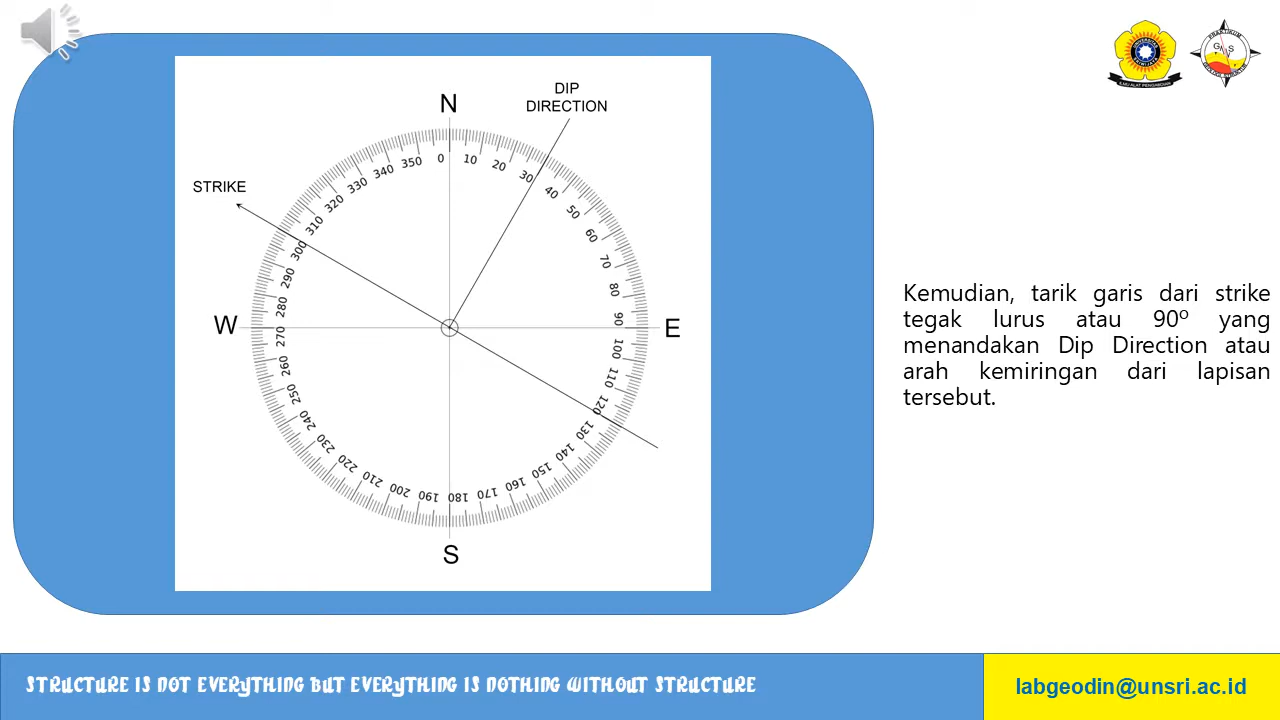 DIP
DIRECTION
N
STRIKE
0
10
20
30
40
50
60
70
80
90
100
110
120
130
140
150
160
170
180
190
200
210
220
230
240
250
260
270
280
290
300
310
320
330
340
350
W
E
S
Kemudian, tarik garis dari strike
tegak lurus atau 90º yang
menandakan Dip Direction atau
arah kemiringan dari lapisan
tersebut.
STRUCTURE IS NOT EVERYTHING BUT EVERYTHING IS NOTHING WITHOUT STRUCTURE
labgeodin@unsri.ac.id